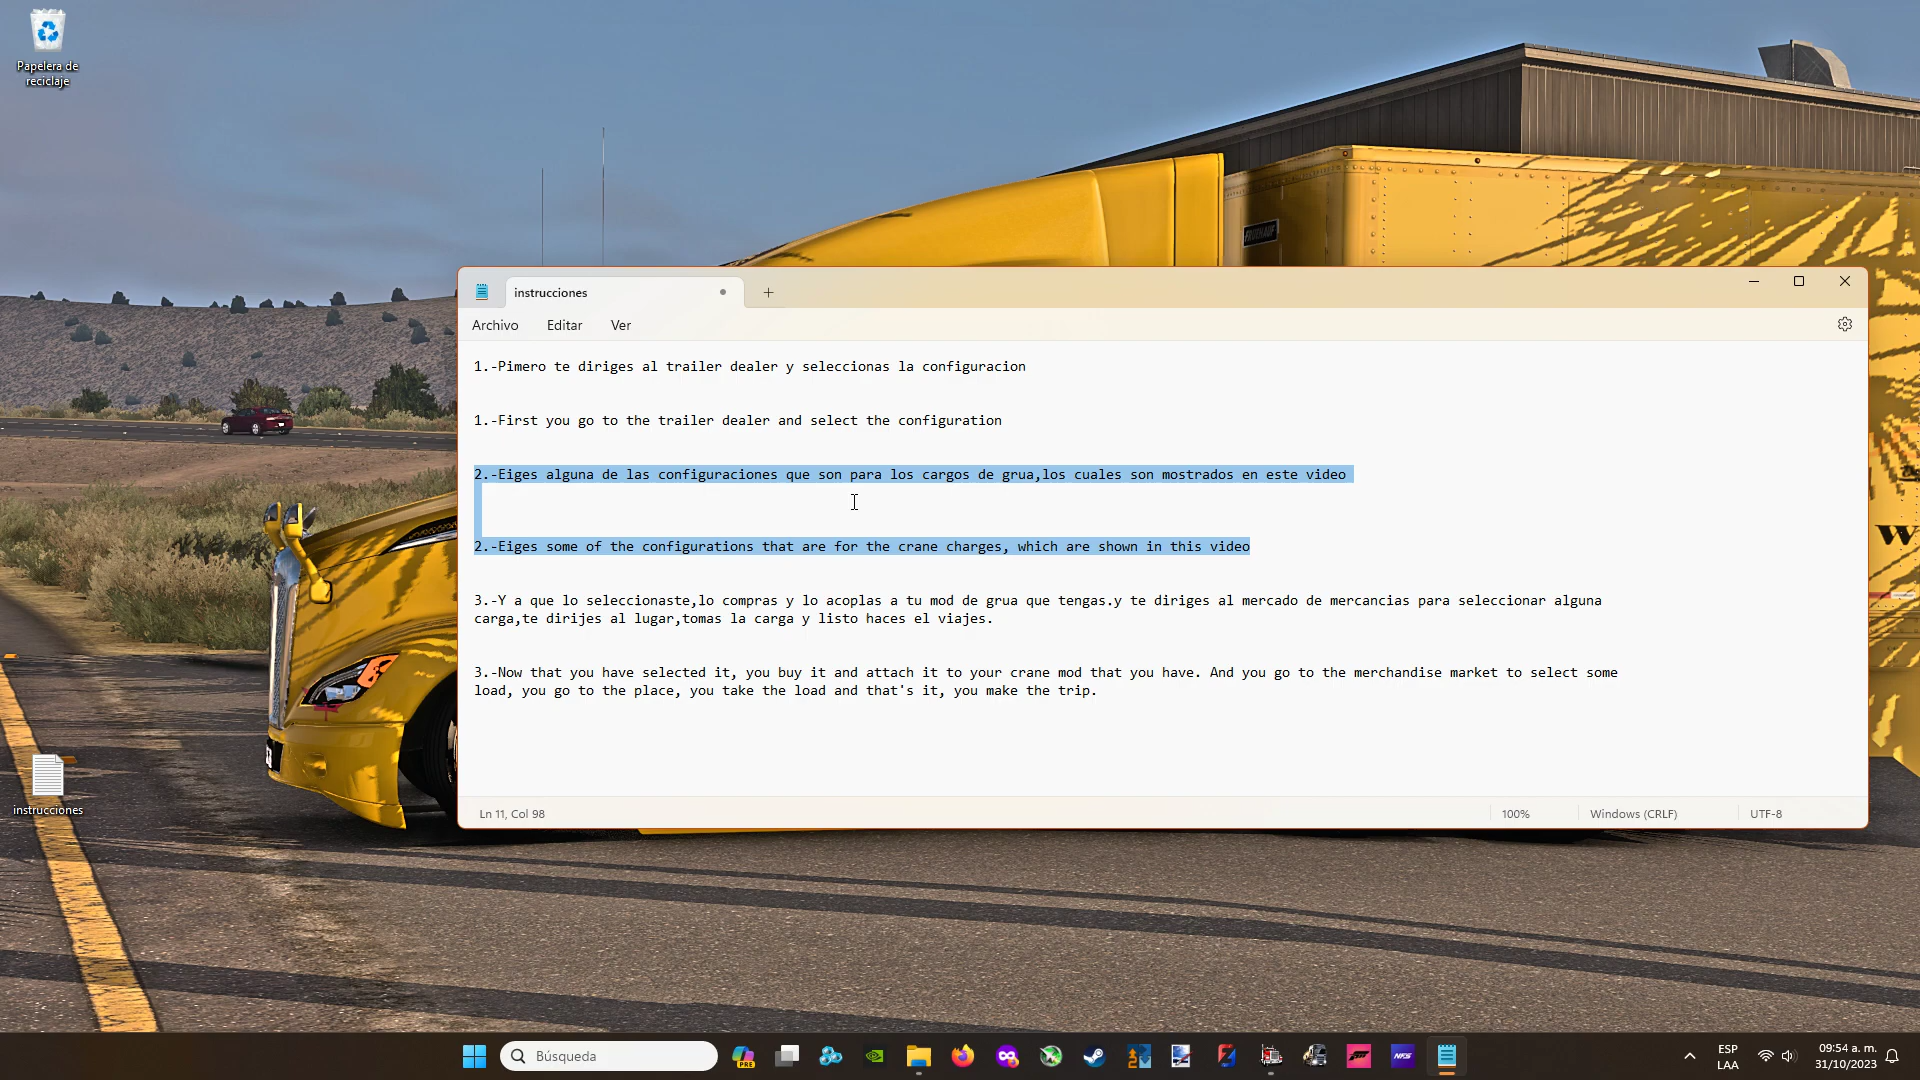 Papelera de
reciclaje
FRUEHAUF
instrucciones
Archivo Editar Ver
1.-Pimero te diriges al trailer dealer y seleccionas la configuracion
1.-First you go to the trailer dealer and select the configuration
2.-Eiges alguna de las configuraciones que son para los cargos de grua,los cuales son mostrados en este video
2.-Eiges some of the configurations that are for the crane charges, which are shown in this video
3.-Y a que lo seleccionaste,lo compras y lo acoplas a tu mod de grua que tengas.y te diriges al mercado de mercancias para seleccionar alguna
carga,te dirijes al lugar,tomas la carga y listo haces el viajes.
3.-Now that you have selected it, you buy it and attach it to your crane mod that you have. And you go to the merchandise market to select some
load, you go to the place, you take the load and that's it, you make the trip.
W
instrucciones
Ln 11, Col 98 100% Windows (CRLF) UTF-8
Búsqueda
PRE
NFS
ESP
LAA
09:54 a. m.
31/10/2023